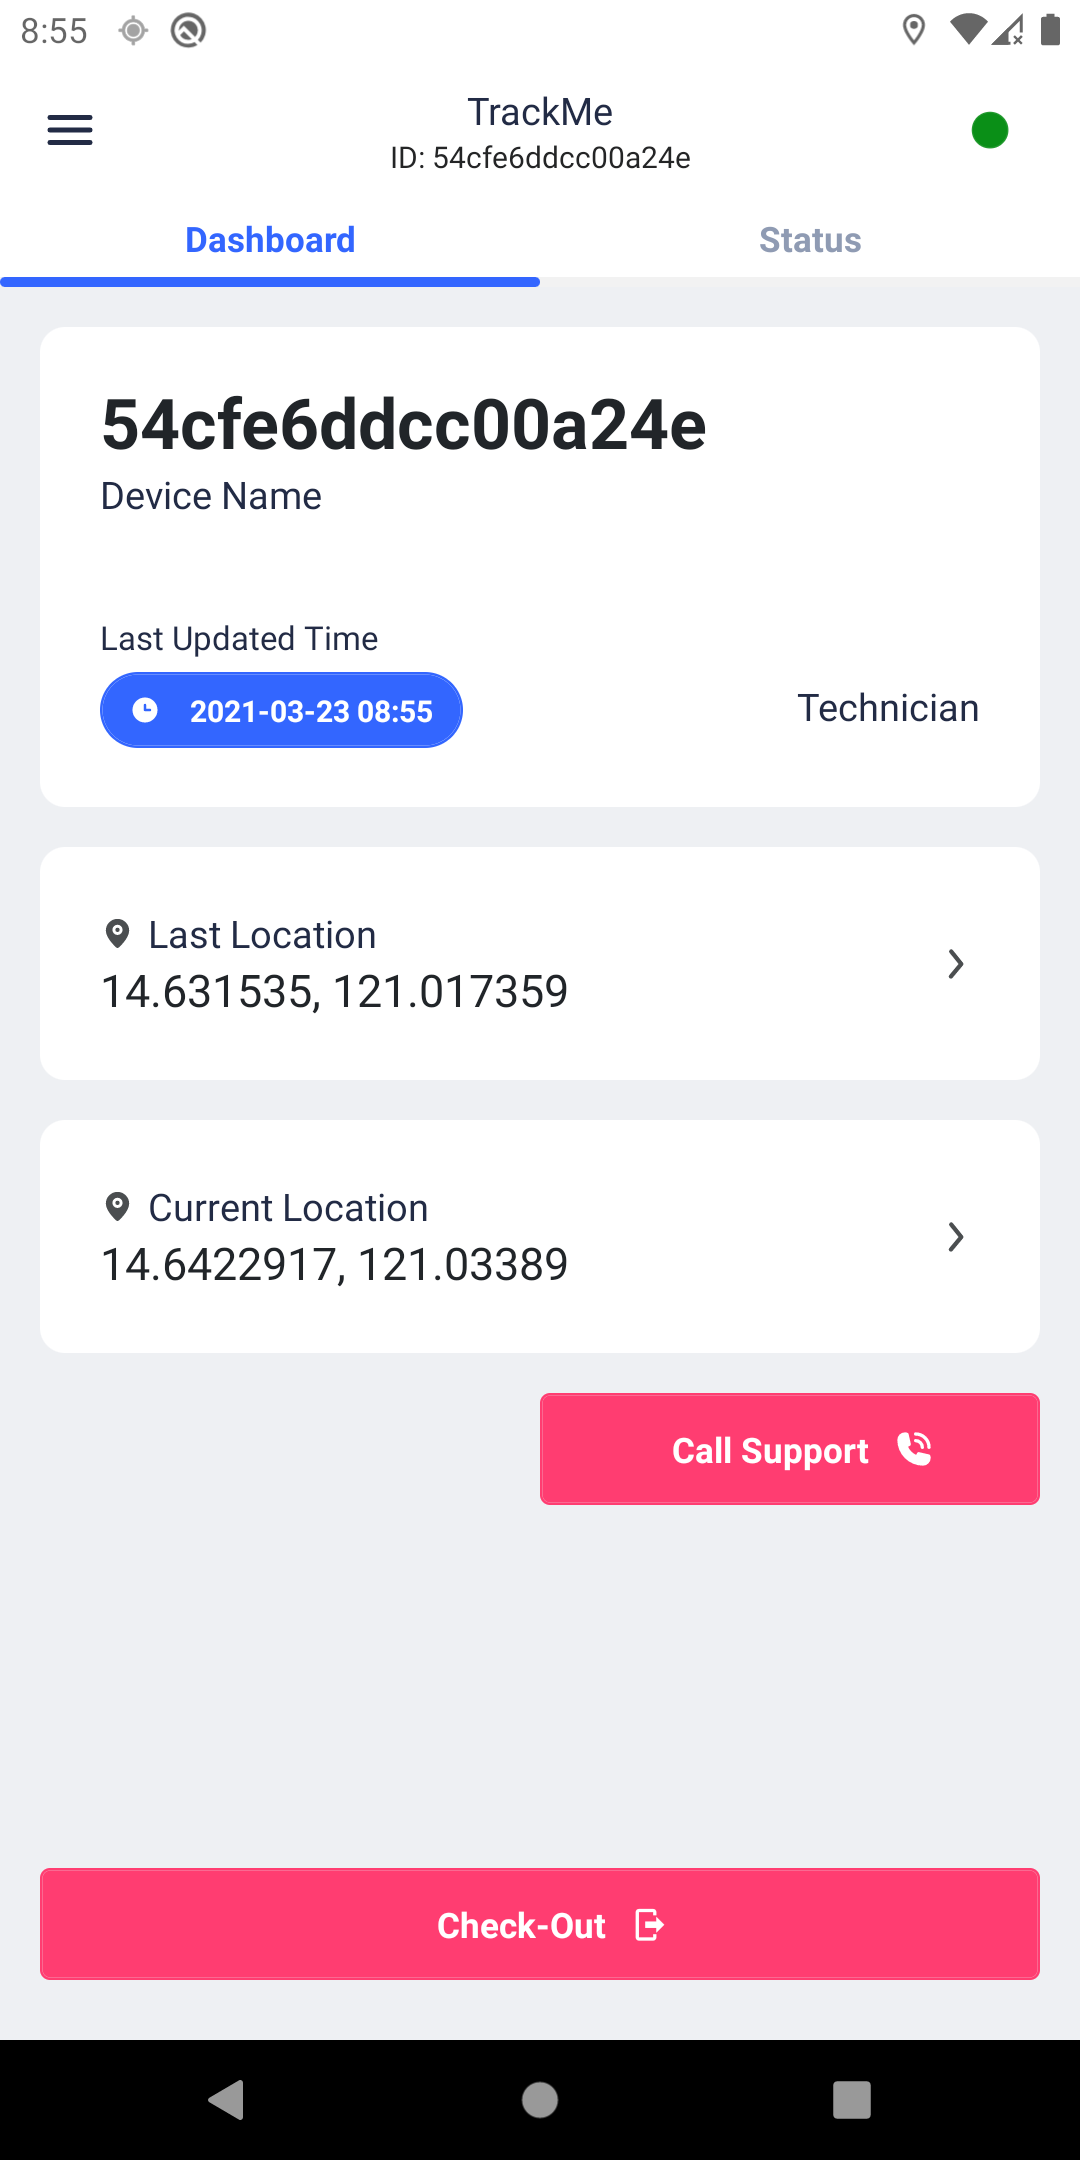 8:55
TrackMe
ID: 54cfe6ddcc00a24e
Dashboard
Status
54cfe6ddcc00a24e
Device Name
Last Updated Time
2021-03-23 08:55
Technician
Last Location
14.631535, 121.017359
Current Location
14.6422917, 121.03389
Call Support
Check-Out